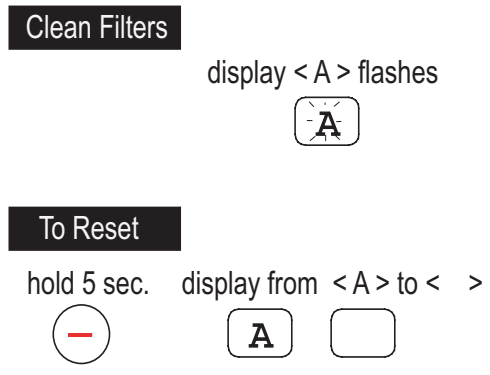 Clean Filters
display < A > flashes
A
To Reset
hold 5 sec. display from < A > to <   >
A